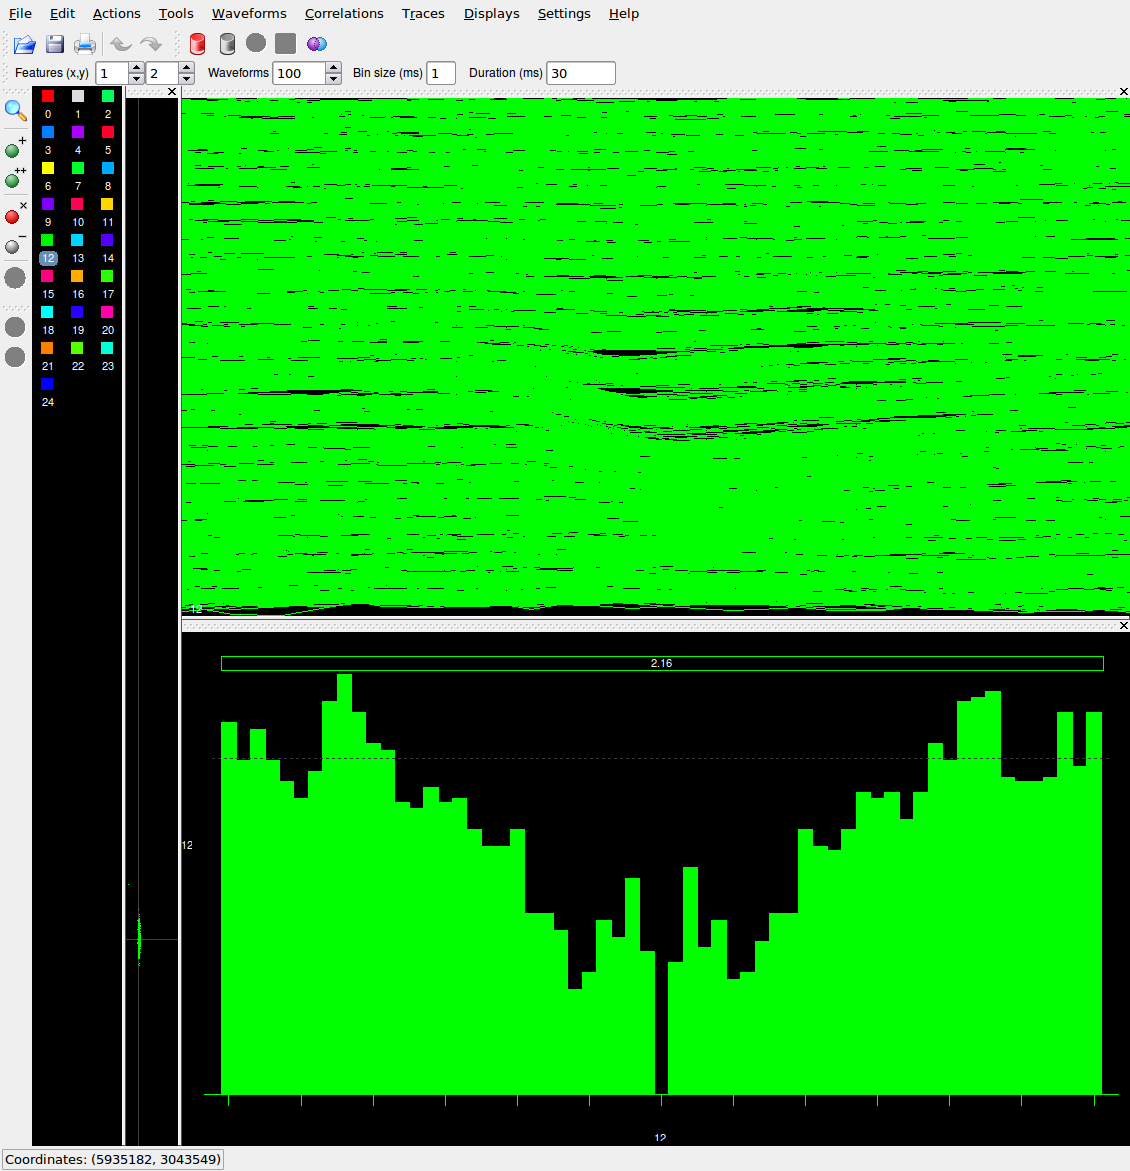 File Edit Actions Tools Waveforms Correlations Traces Displays Settings Help
Features (x,y) 1 2 Waveforms 100 Bin size (ms) 1 Duration (ms) 30
0 1 2
3 4 5
6 7 8
9 10 11
12 13 14
15 16 17
18 19 20
21 22 23
24
12
2.16
12
12
Coordinates: (5935182, 3043549)